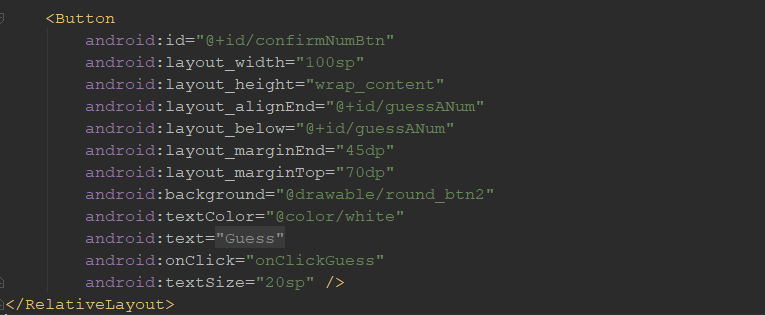 <Button
android:id="@+id/confirmNumBtn"
android:layout_width="100sp"
android:layout_height="wrap_content"
android:layout_alignEnd="@+id/guessANum"
android:layout_below="@+id/guessANum"
android:layout_marginEnd="45dp"
android:layout_marginTop="70dp"
android:background="@drawable/round_btn2"
android:textColor="@color/white"
android:text="Guess"
android:onClick="onClickGuess"
android:textSize="20sp" />
</RelativeLayout>